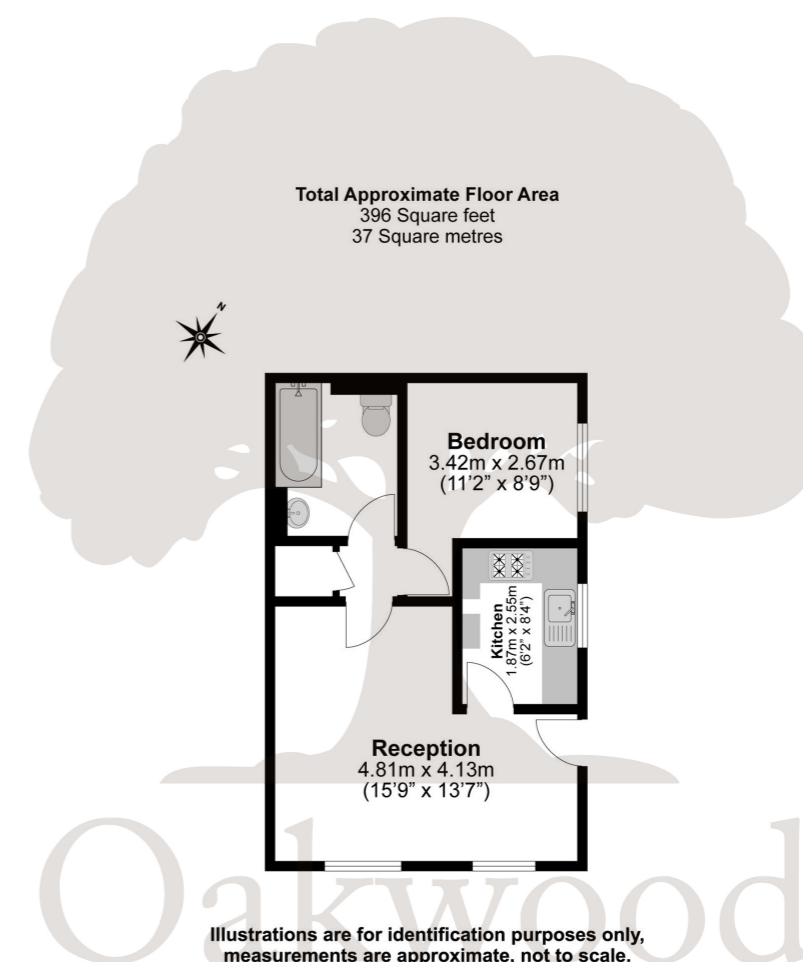 Total Approximate Floor Area
396 Square feet
37 Square metres
N
Bedroom
3.42m x 2.67m
(11’2” x 8’9”)
Kitchen
1.87m x 2.55m
(6’2” x 8’4”)
Reception
4.81m x 4.13m
(15’9” x 13’7”)
Oakwood
Illustrations are for identification purposes only,
measurements are approximate, not to scale.